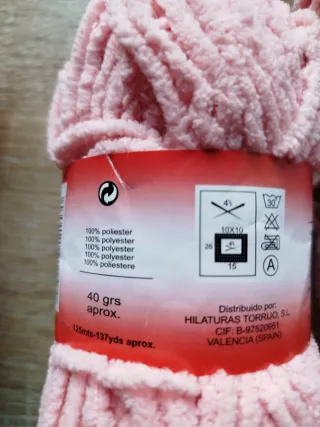 100% poliester
100% polyester
100% polyester
100% polyester
100% poliestere
40 grs
aprox.
125mts-137yds aprox.
4½
10X10
26
15
30
A
Distribuido por:
HILATURAS TORRIJO, S.L
CIF: B-97520951
VALENCIA (SPAIN)